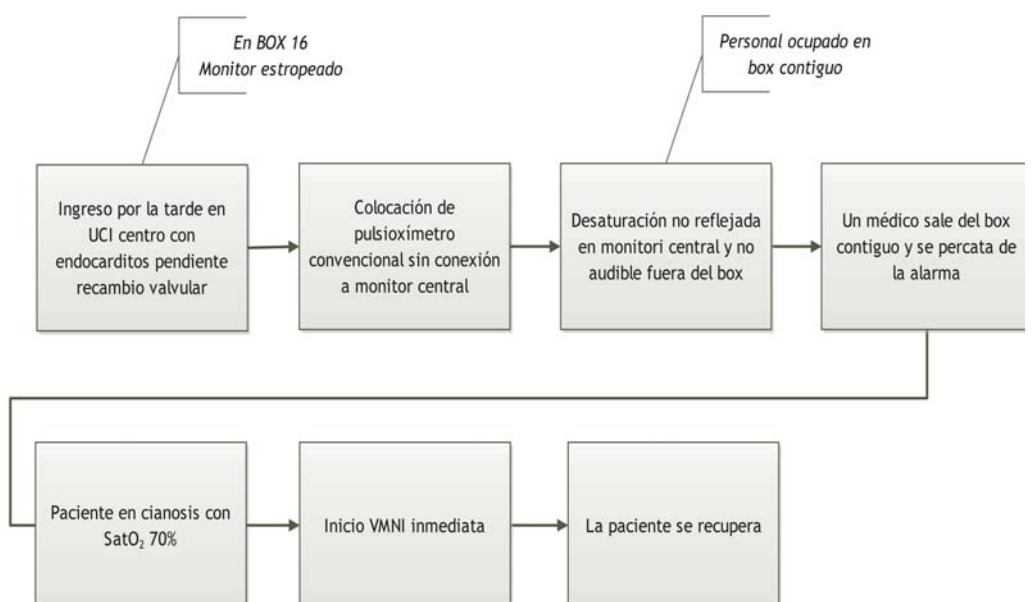 En BOX 16
Monitor estropeado
Personal ocupado en
box contiguo
Ingreso por la tarde en
UCI centro con
endocarditos pendiente
recambio valvular
Colocación de
pulsioxímetro
convencional sin conexión
a monitor central
Desaturación no reflejada
en monitori central y no
audible fuera del box
Un médico sale del box
contiguo y se percata de
la alarma
Paciente en cianosis con
SatO₂ 70%
Inicio VMNI inmediata
La paciente se recupera